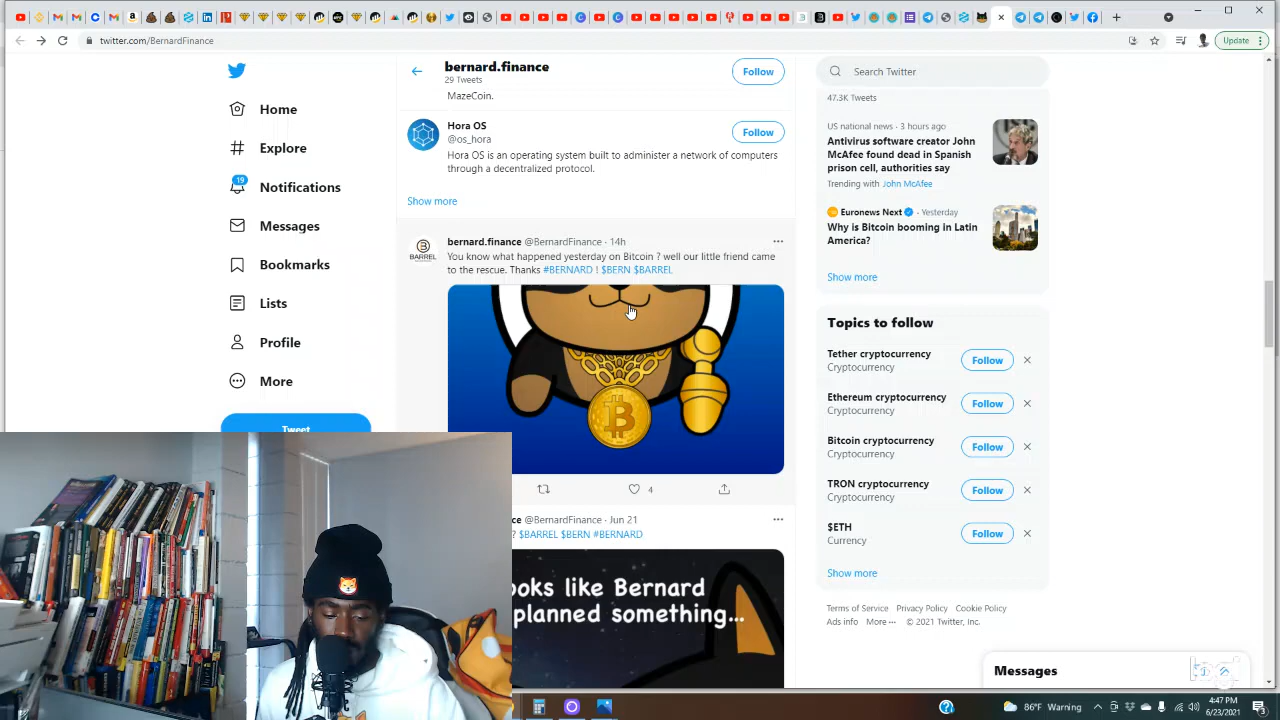 twitter.com/BernardFinance
Update
bernard.finance
29 Tweets
Follow
MazeCoin.
Hora OS
@os_hora
Follow
Hora OS is an operating system built to administer a network of computers
through a decentralized protocol.
Show more
bernard.finance @BernardFinance · 14h
You know what happened yesterday on Bitcoin ? well our little friend came
to the rescue. Thanks #BERNARD ! $BERN $BARREL
BARREL
4
ce @BernardFinance · Jun 21
? $BARREL $BERN #BERNARD
ooks like Bernard
planned something...
Home
Explore
19
Notifications
Messages
Bookmarks
Lists
Profile
More
Tweet
Search Twitter
47.3K Tweets
US national news · 3 hours ago
Antivirus software creator John
McAfee found dead in Spanish
prison cell, authorities say
Trending with John McAfee
Euronews Next · Yesterday
Why is Bitcoin booming in Latin
America?
Show more
Topics to follow
Tether cryptocurrency
Cryptocurrency
Follow
Ethereum cryptocurrency
Cryptocurrency
Follow
Bitcoin cryptocurrency
Cryptocurrency
Follow
TRON cryptocurrency
Cryptocurrency
Follow
$ETH
Currency
Follow
Show more
Terms of Service Privacy Policy Cookie Policy
Ads info More ··· © 2021 Twitter, Inc.
Messages
86°F Warning
4:47 PM
6/23/2021